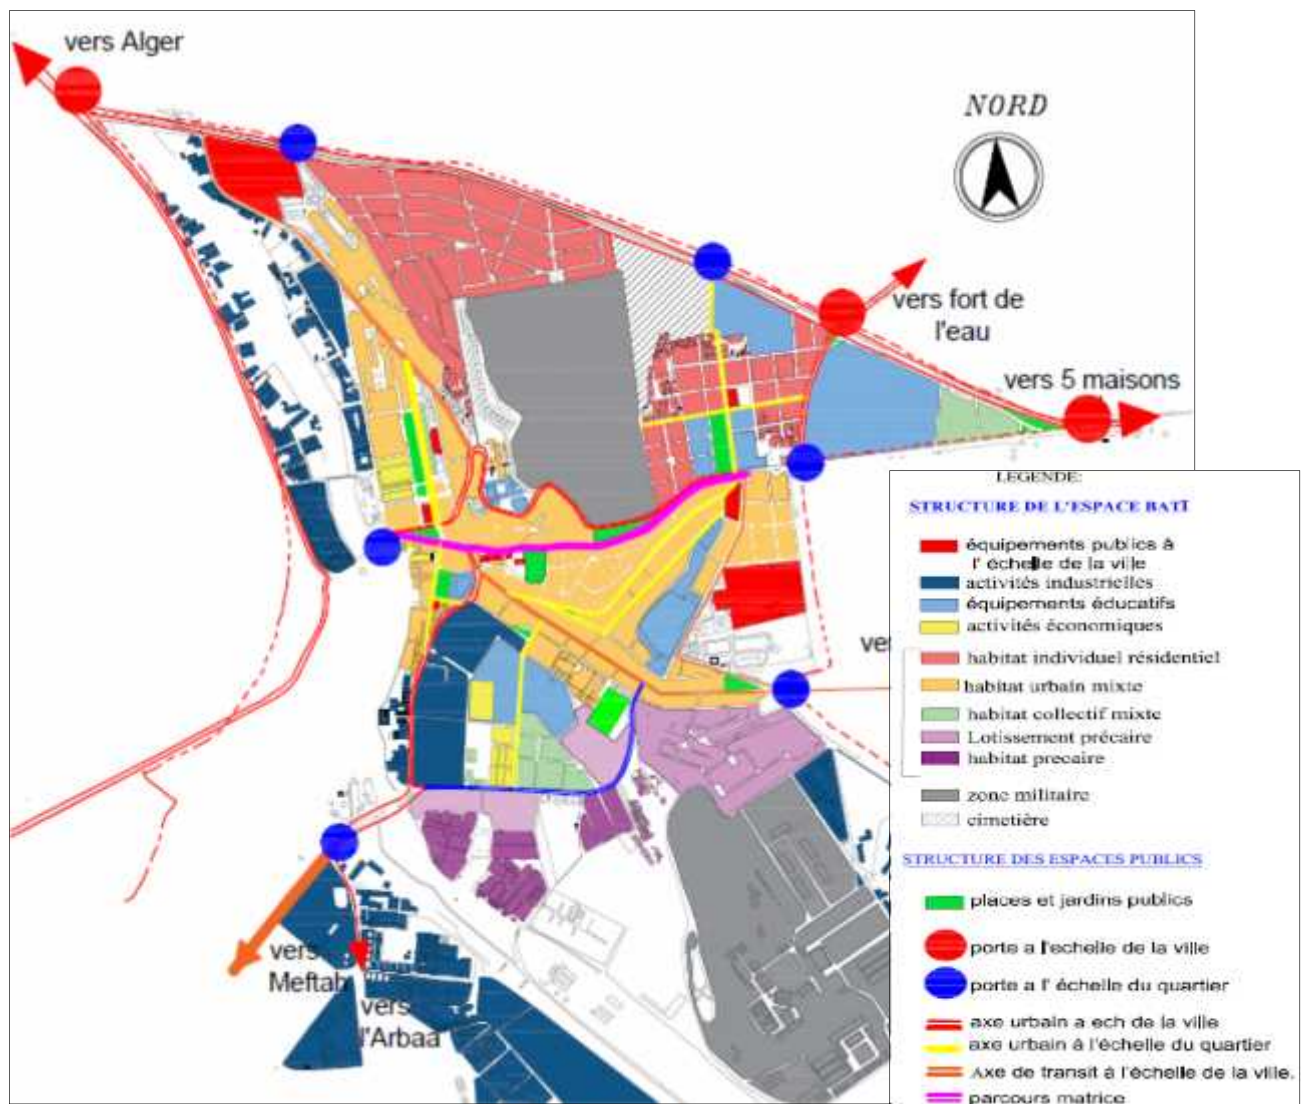 vers Alger
NORD
vers fort de
l'eau
vers 5 maisons
LEGENDE:
STRUCTURE DE L'ESPACE BATI
équipements publics à
l' échelle de la ville
activités industrielles
équipements éducatifs
activités économiques
habitat individuel résidentiel
habitat urbain mixte
habitat collectif mixte
Lotissement précaire
habitat precaire
zone militaire
cimetière
STRUCTURE DES ESPACES PUBLICS
places et jardins publics
porte a l'echelle de la ville
porte a l' échelle du quartier
axe urbain a ech de la ville
axe urbain à l'échelle du quartier
Axe de transit à l'échelle de la ville.
parcours matrice
vers
Meftah
vers
l'Arbaa